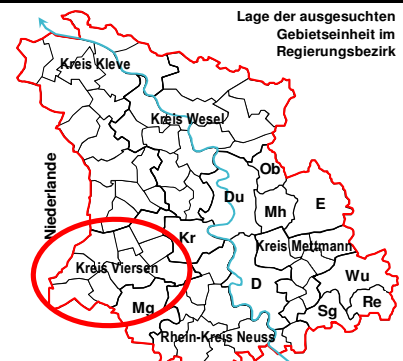 Lage der ausgesuchten
Gebietseinheit im
Regierungsbezirk
Kreis Kleve
Kreis Wesel
Niederlande
Ob
Du
Mh
E
Kr
Kreis Mettmann
Kreis Viersen
Wu
D
Mg
Sg
Re
Rhein-Kreis Neuss